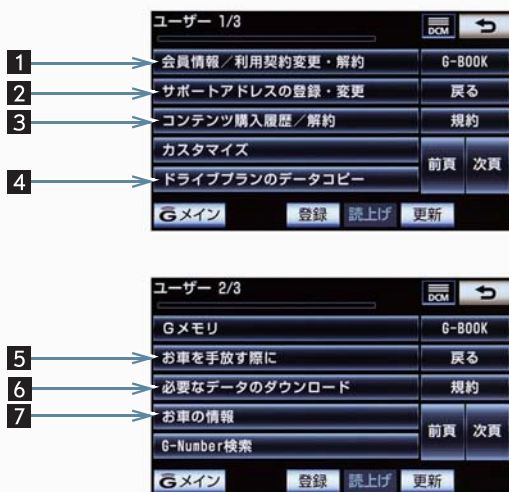 ユーザー 1/3
DCM
1 会員情報／利用契約変更・解約 G-BOOK
2 サポートアドレスの登録・変更 戻る
3 コンテンツ購入履歴／解約 規約
カスタマイズ 前頁 次頁
4 ドライブプランのデータコピー
Gメイン 登録 読上げ 更新
ユーザー 2/3
DCM
Gメモリ G-BOOK
5 お車を手放す際に 戻る
6 必要なデータのダウンロード 規約
7 お車の情報 前頁 次頁
G-Number検索
Gメイン 登録 読上げ 更新